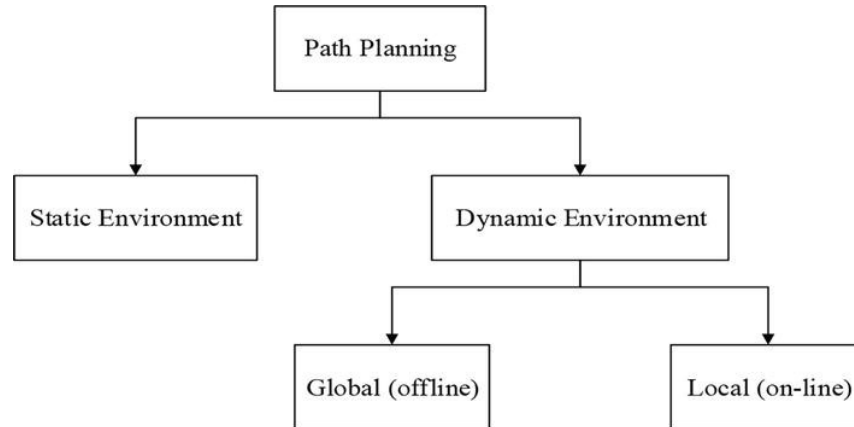 Path Planning
Static Environment
Dynamic Environment
Global (offline)
Local (on-line)